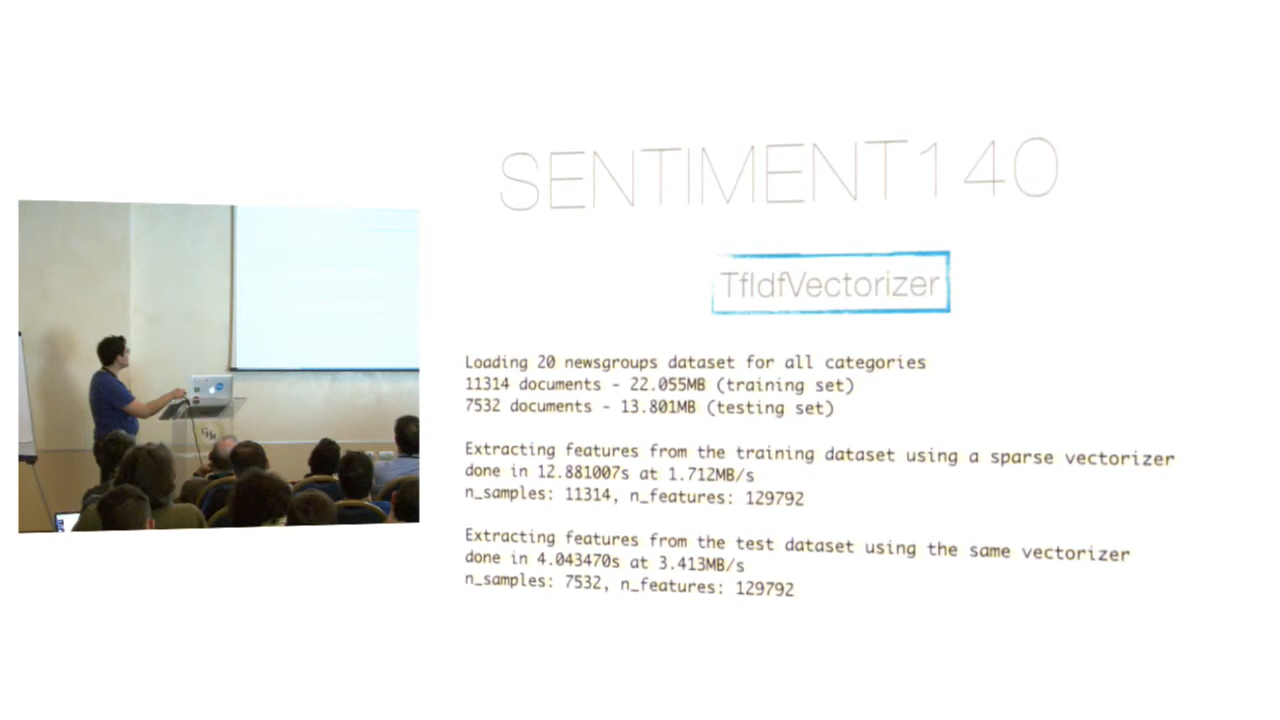 SENTIMENT140
TfIdfVectorizer
Loading 20 newsgroups dataset for all categories
11314 documents - 22.055MB (training set)
7532 documents - 13.801MB (testing set)
Extracting features from the training dataset using a sparse vectorizer
done in 12.881007s at 1.712MB/s
n_samples: 11314, n_features: 129792
Extracting features from the test dataset using the same vectorizer
done in 4.043470s at 3.413MB/s
n_samples: 7532, n_features: 129792